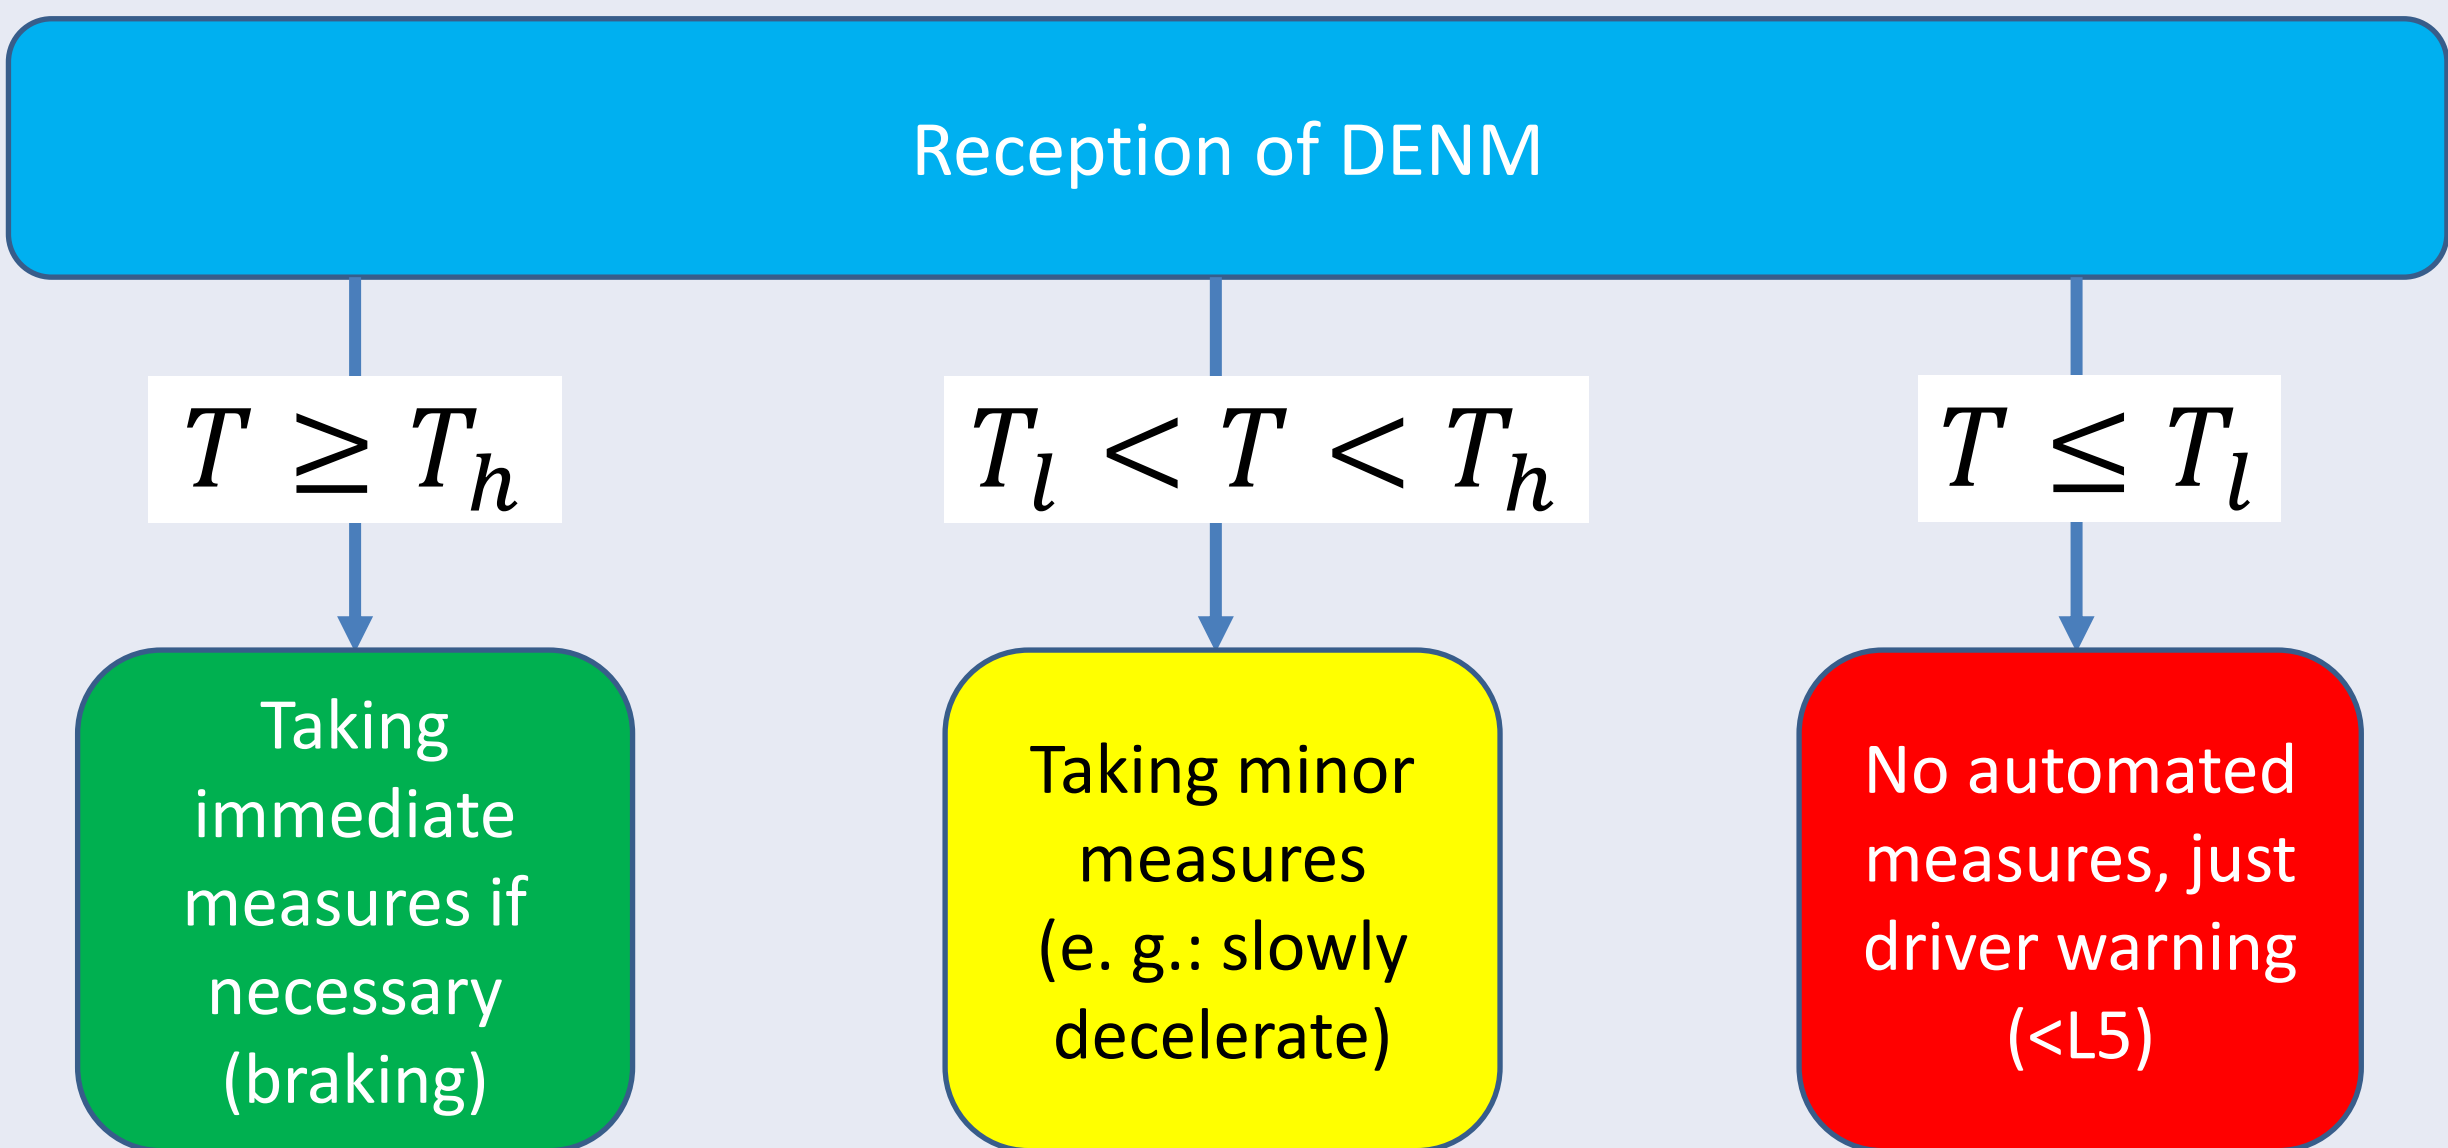 Reception of DENM
T ≥ T_h
T_l < T < T_h
T ≤ T_l
Taking
immediate
measures if
necessary
(braking)
Taking minor
measures
(e. g.: slowly
decelerate)
No automated
measures, just
driver warning
(<L5)